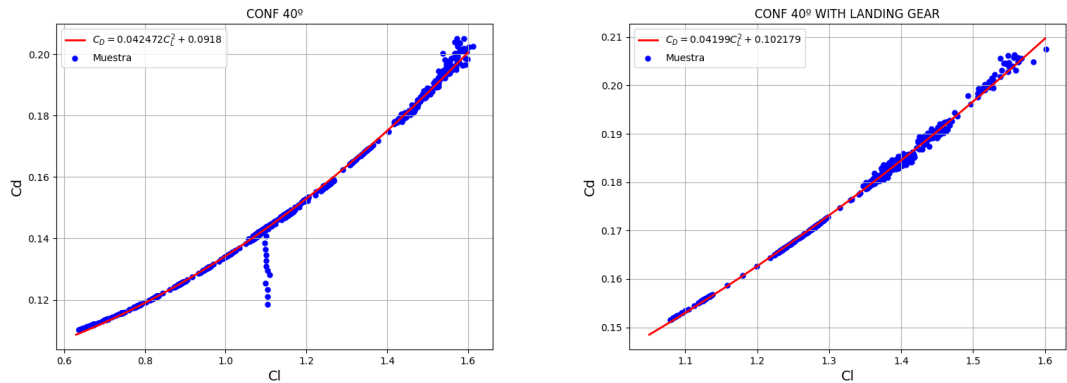 CONF 40º
C_D = 0.042472C_L^2 + 0.0918
Muestra
0.20
0.18
0.16
0.14
0.12
Cd
0.6 0.8 1.0 1.2 1.4 1.6
Cl
CONF 40º WITH LANDING GEAR
C_D = 0.04199C_L^2 + 0.102179
Muestra
0.21
0.20
0.19
0.18
0.17
0.16
0.15
Cd
1.1 1.2 1.3 1.4 1.5 1.6
Cl